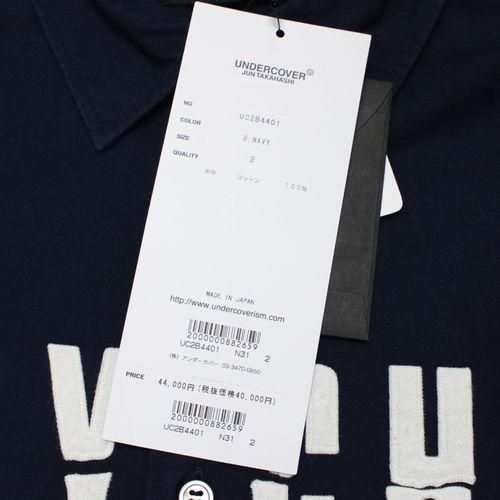 UNDERCOVER
JUN TAKAHASHI
NO UC2B4401
COLOR B.NAVY
SIZE 2
QUALITY
本体 コットン 100%
MADE IN JAPAN
http://www.undercoverism.com
2000000882659
UC2B4401 N31 2
(株) アンダーカバー 03-3470-0850
PRICE 44,000円(税抜価格40,000円)
2000000882659
UC2B4401 N31 2